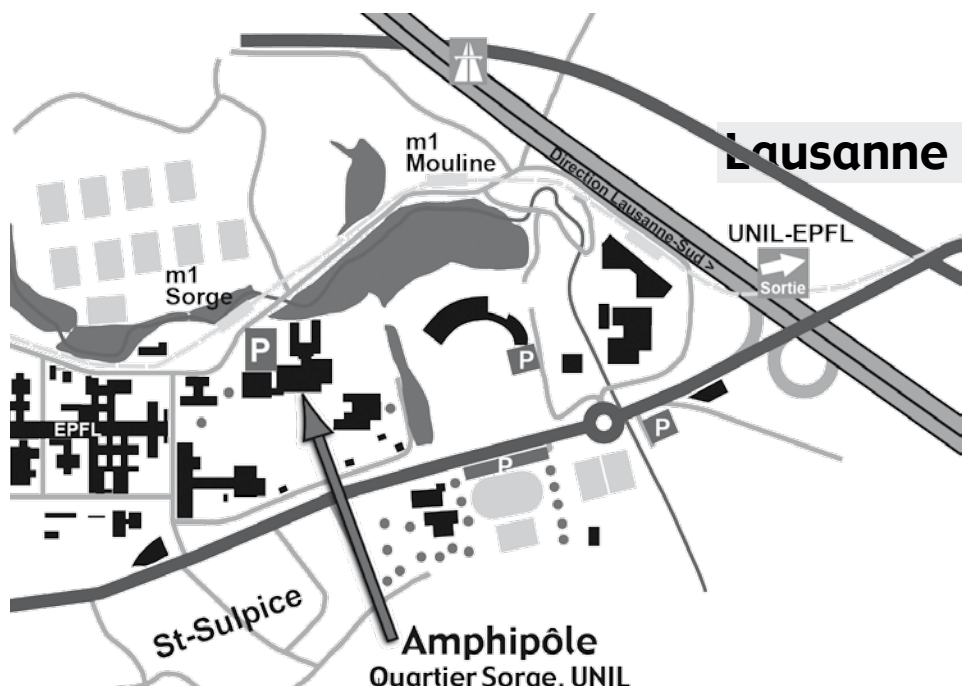 m1
Mouline
Lausanne
Direction Lausanne-Sud >
UNIL-EPFL
Sortie
m1
Sorge
P
P
EPFL
P
P
St-Sulpice
Amphipôle
Quartier Sorge, UNIL